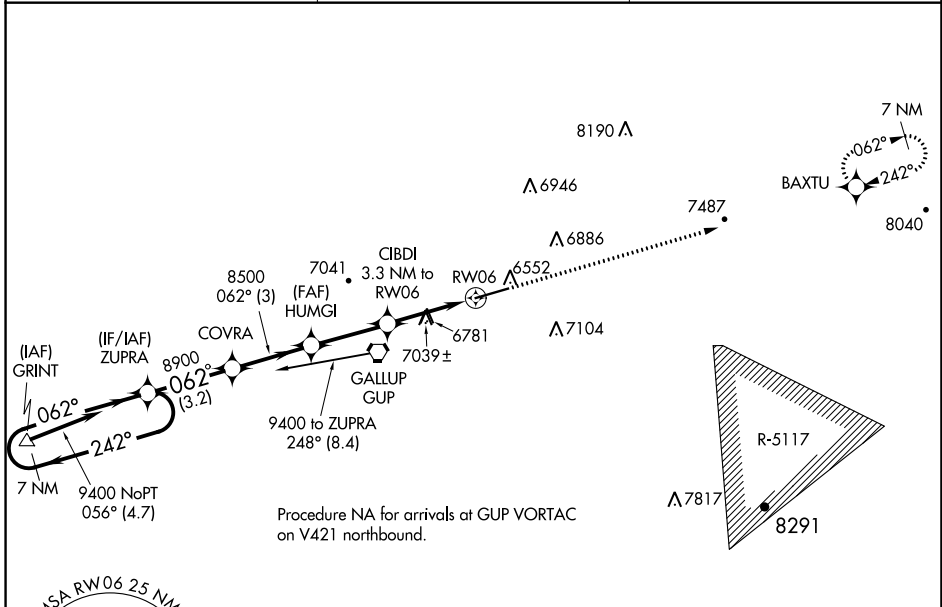 7 NM
8190
062°
242°
BAXTU
6946
7487
8040
6886
CIBDI
3.3 NM to
RW06
7041
8500
062° (3)
(FAF)
HUMGI
RW06
6552
COVRA
(IF/IAF)
ZUPRA
8900
062°
(3.2)
6781
7039 ±
7104
(IAF)
GRINT
062°
GALLUP
GUP
242°
9400 to ZUPRA
248° (8.4)
R-5117
7 NM
9400 NoPT
056° (4.7)
7817
8291
Procedure NA for arrivals at GUP VORTAC
on V421 northbound.
MSA RW06 25 NM